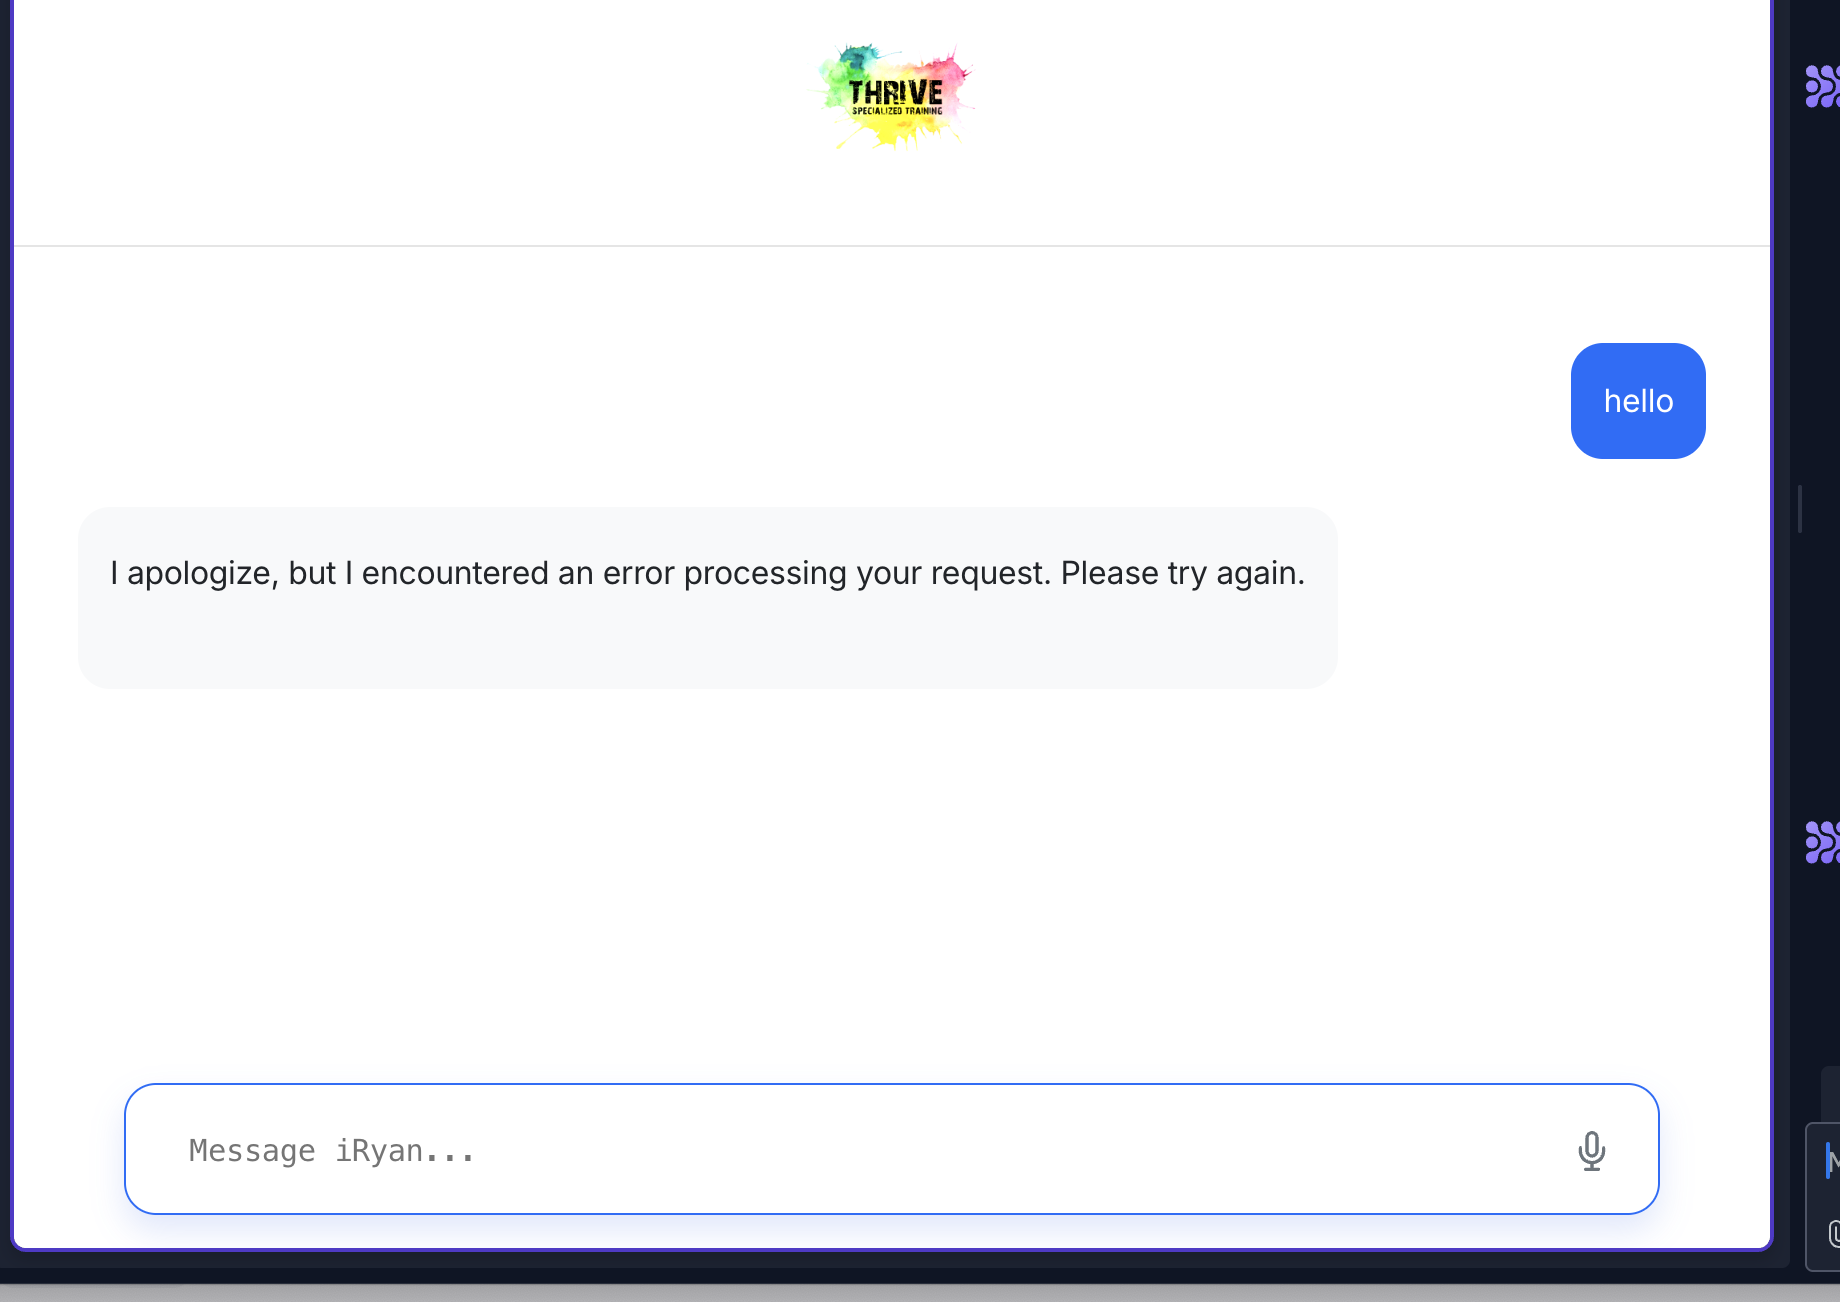 THRIVE
SPECIALIZED TRAINING
hello
I apologize, but I encountered an error processing your request. Please try again.
Message iRyan...